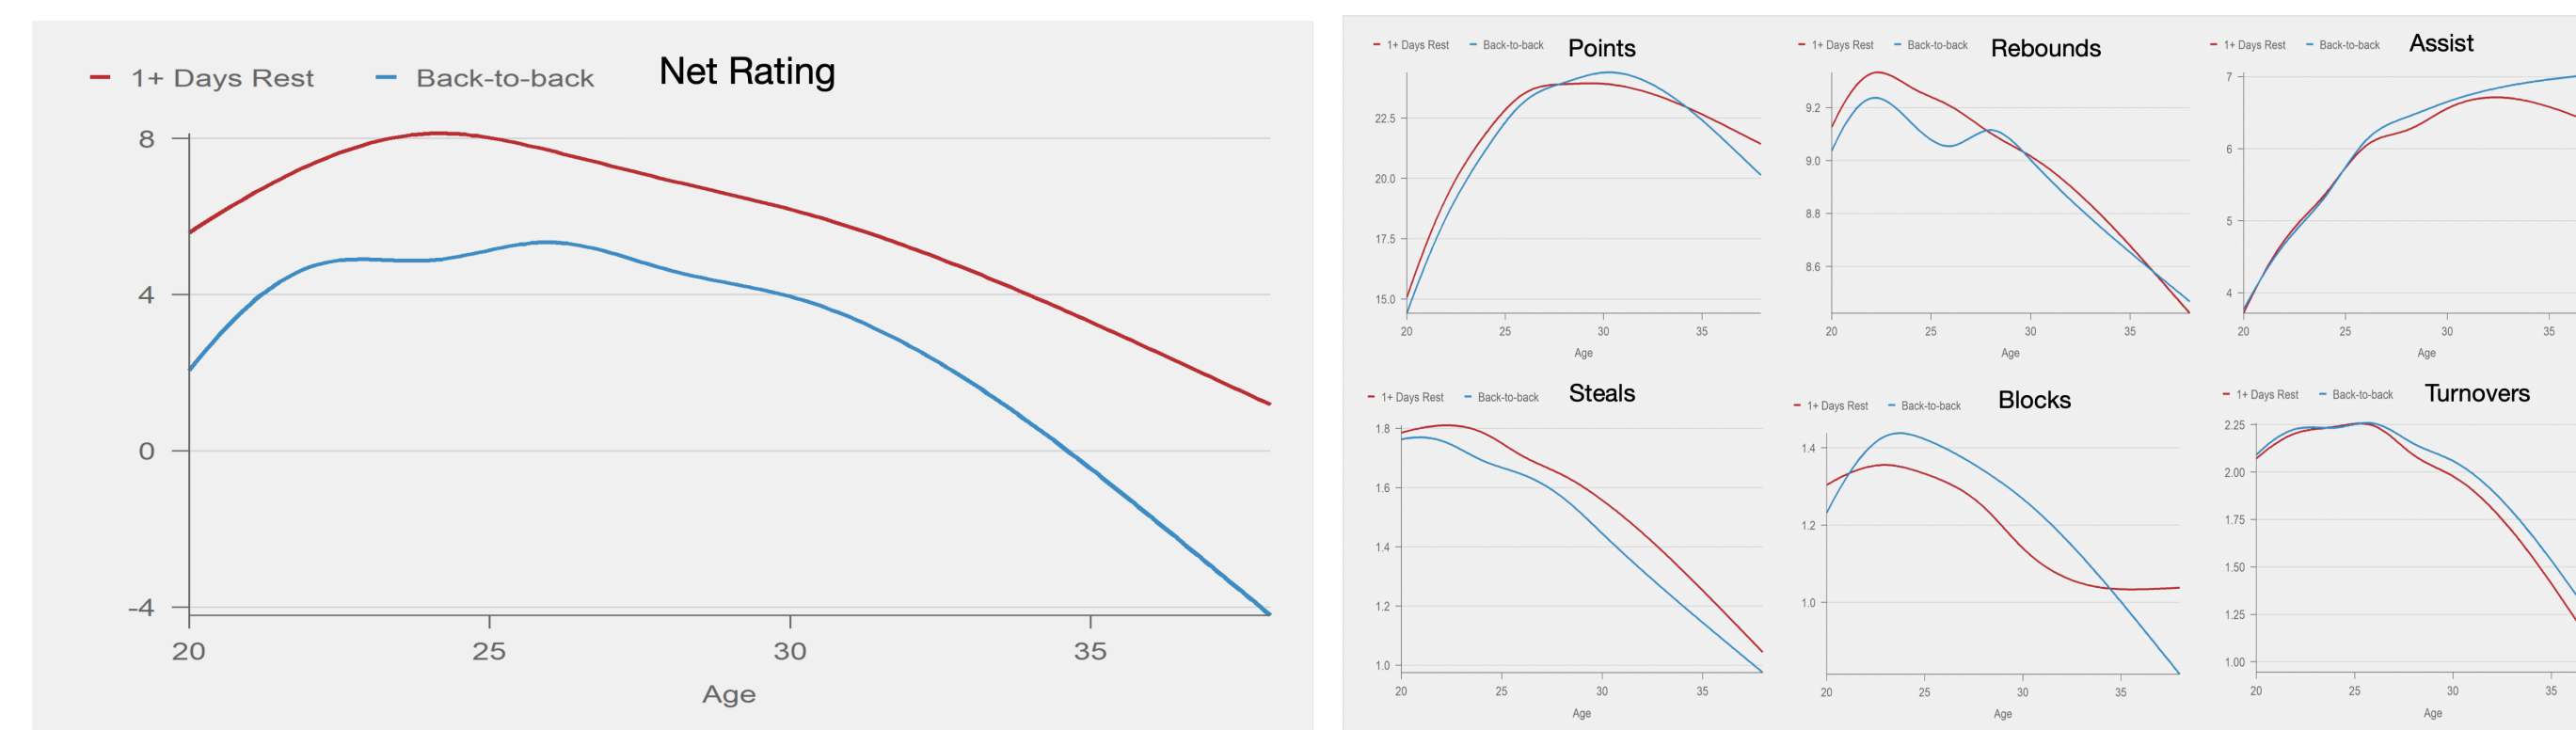 1+ Days Rest Back-to-back Net Rating
8
4
0
-4
20 25 30 35
Age
1+ Days Rest Back-to-back Points
22.5
20.0
17.5
15.0
20 25 30 35
Age
1+ Days Rest Back-to-back Rebounds
9.2
9.0
8.8
8.6
20 25 30 35
Age
1+ Days Rest Back-to-back Assist
7
6
5
4
20 25 30 35
Age
1+ Days Rest Back-to-back Steals
1.8
1.6
1.4
1.2
1.0
20 25 30 35
Age
1+ Days Rest Back-to-back Blocks
1.4
1.2
1.0
20 25 30 35
Age
1+ Days Rest Back-to-back Turnovers
2.25
2.00
1.75
1.50
1.25
1.00
20 25 30 35
Age